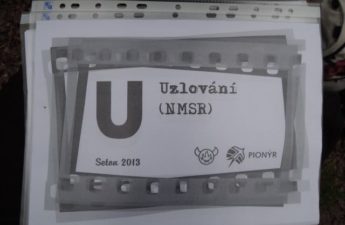 U
Uzlování
(NMSR)
Seton 2013
PIONÝR